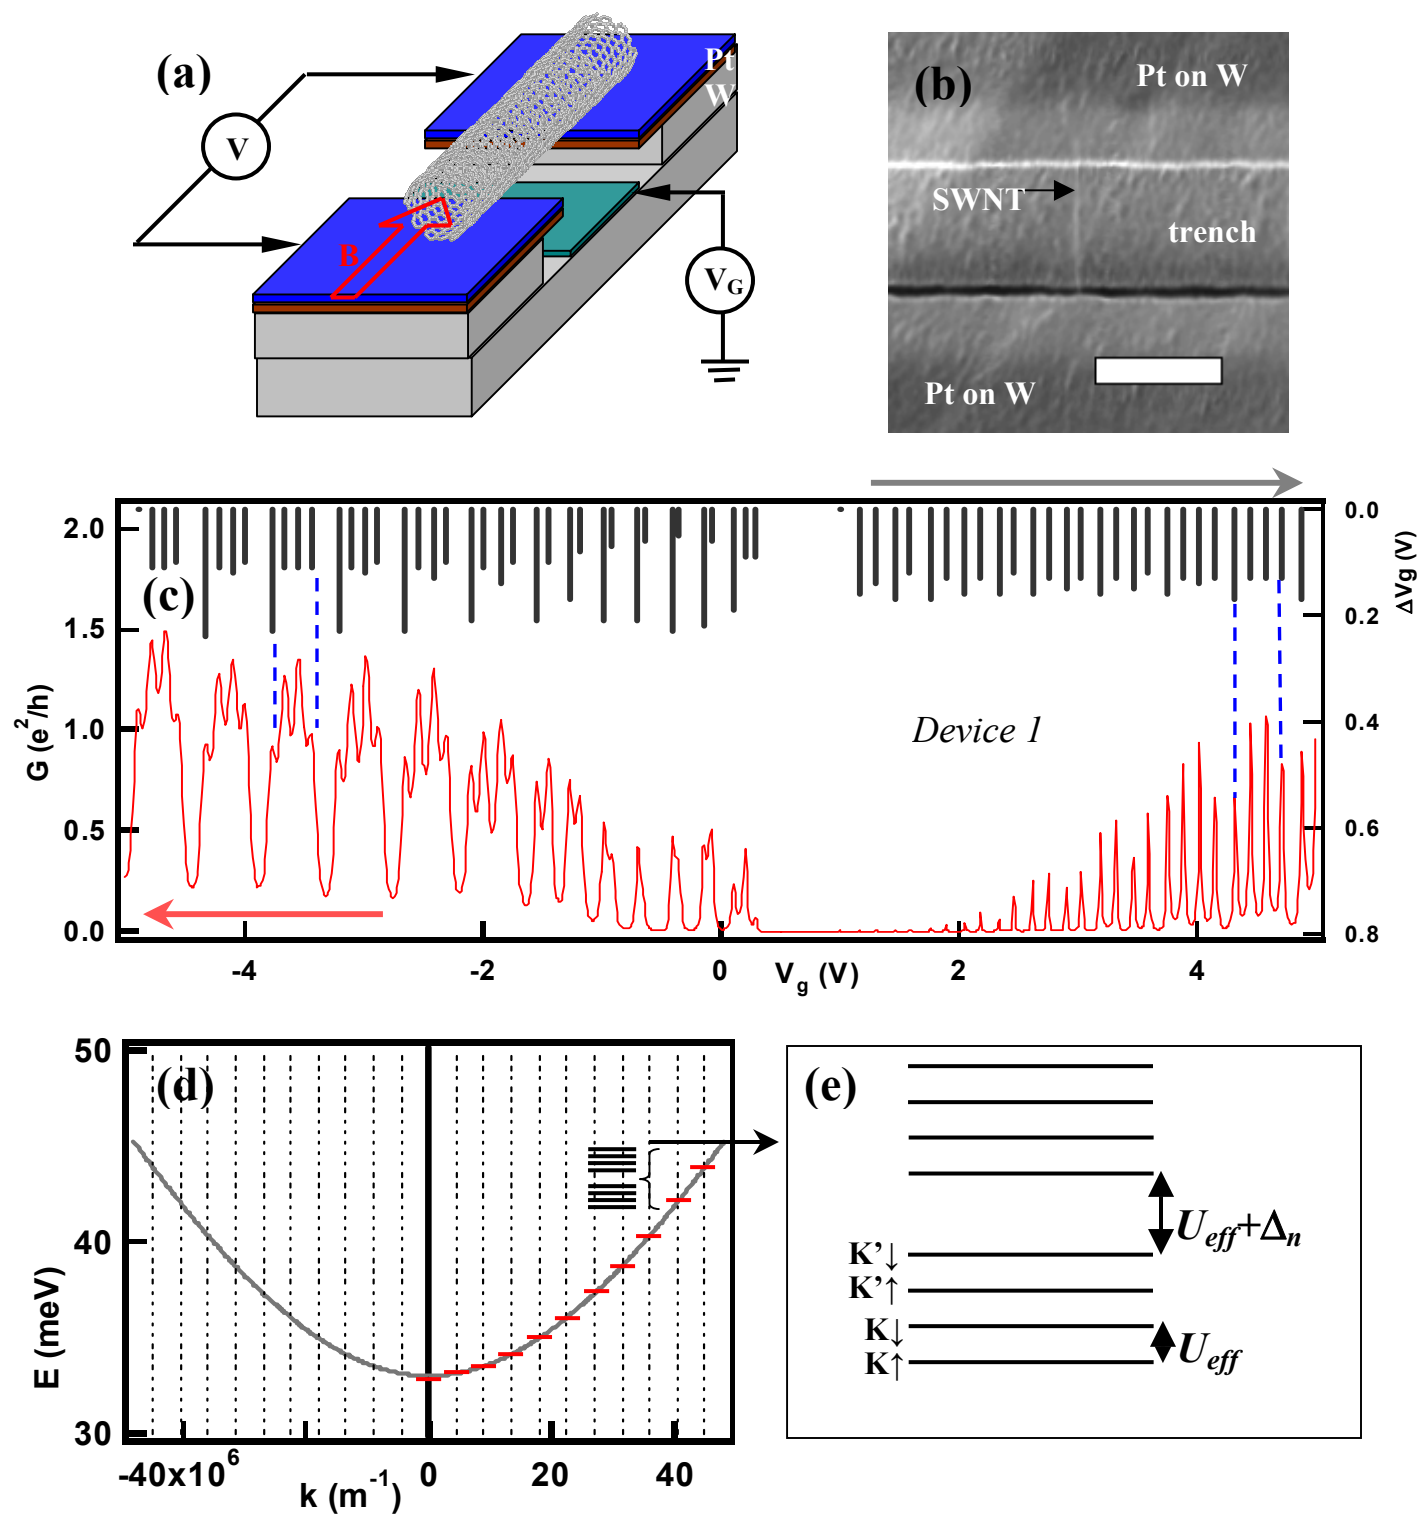 (a)
Pt
W
V
B
V_G
(b)
Pt on W
SWNT
trench
Pt on W
(c)
2.0
1.5
1.0
0.5
0.0
G (e^2/h)
0.0
0.2
0.4
0.6
0.8
ΔVg (V)
Device 1
-4
-2
0
2
4
V_g (V)
(d)
50
40
30
E (meV)
-40x10^6
0
20
40
k (m^-1)
(e)
U_eff+Δ_n
K'↓
K'↑
K↓
K↑
U_eff